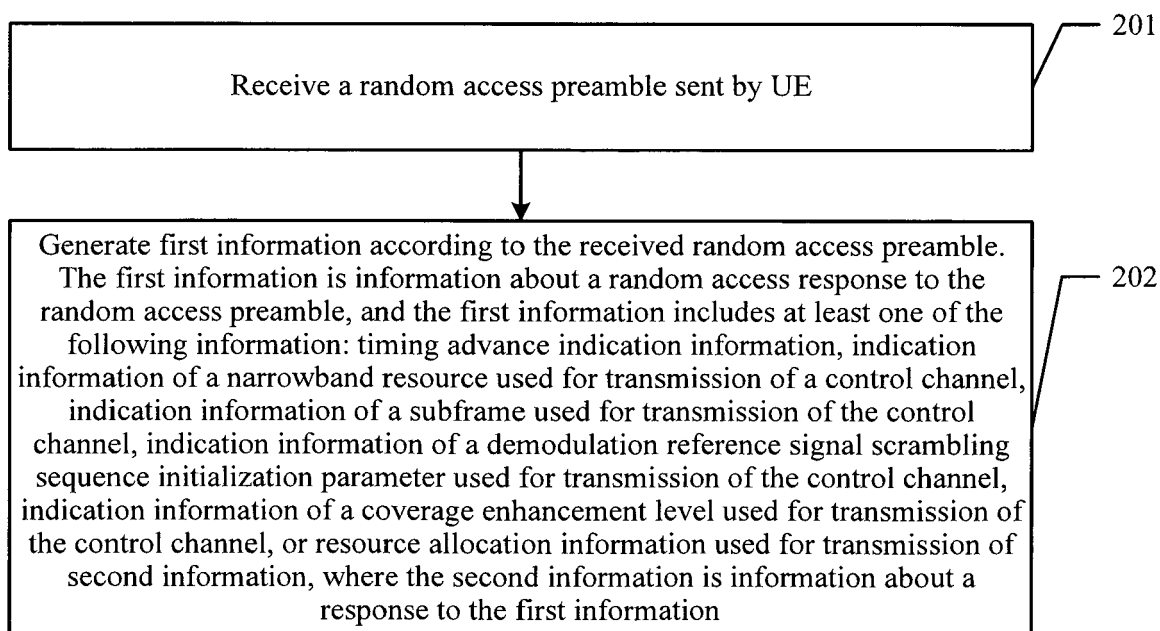 201
Receive a random access preamble sent by UE
Generate first information according to the received random access preamble.
The first information is information about a random access response to the
202
random access preamble, and the first information includes at least one of the
following information: timing advance indication information, indication
information of a narrowband resource used for transmission of a control channel,
indication information of a subframe used for transmission of the control
channel, indication information of a demodulation reference signal scrambling
sequence initialization parameter used for transmission of the control channel,
indication information of a coverage enhancement level used for transmission of
the control channel, or resource allocation information used for transmission of
second information, where the second information is information about a
response to the first information